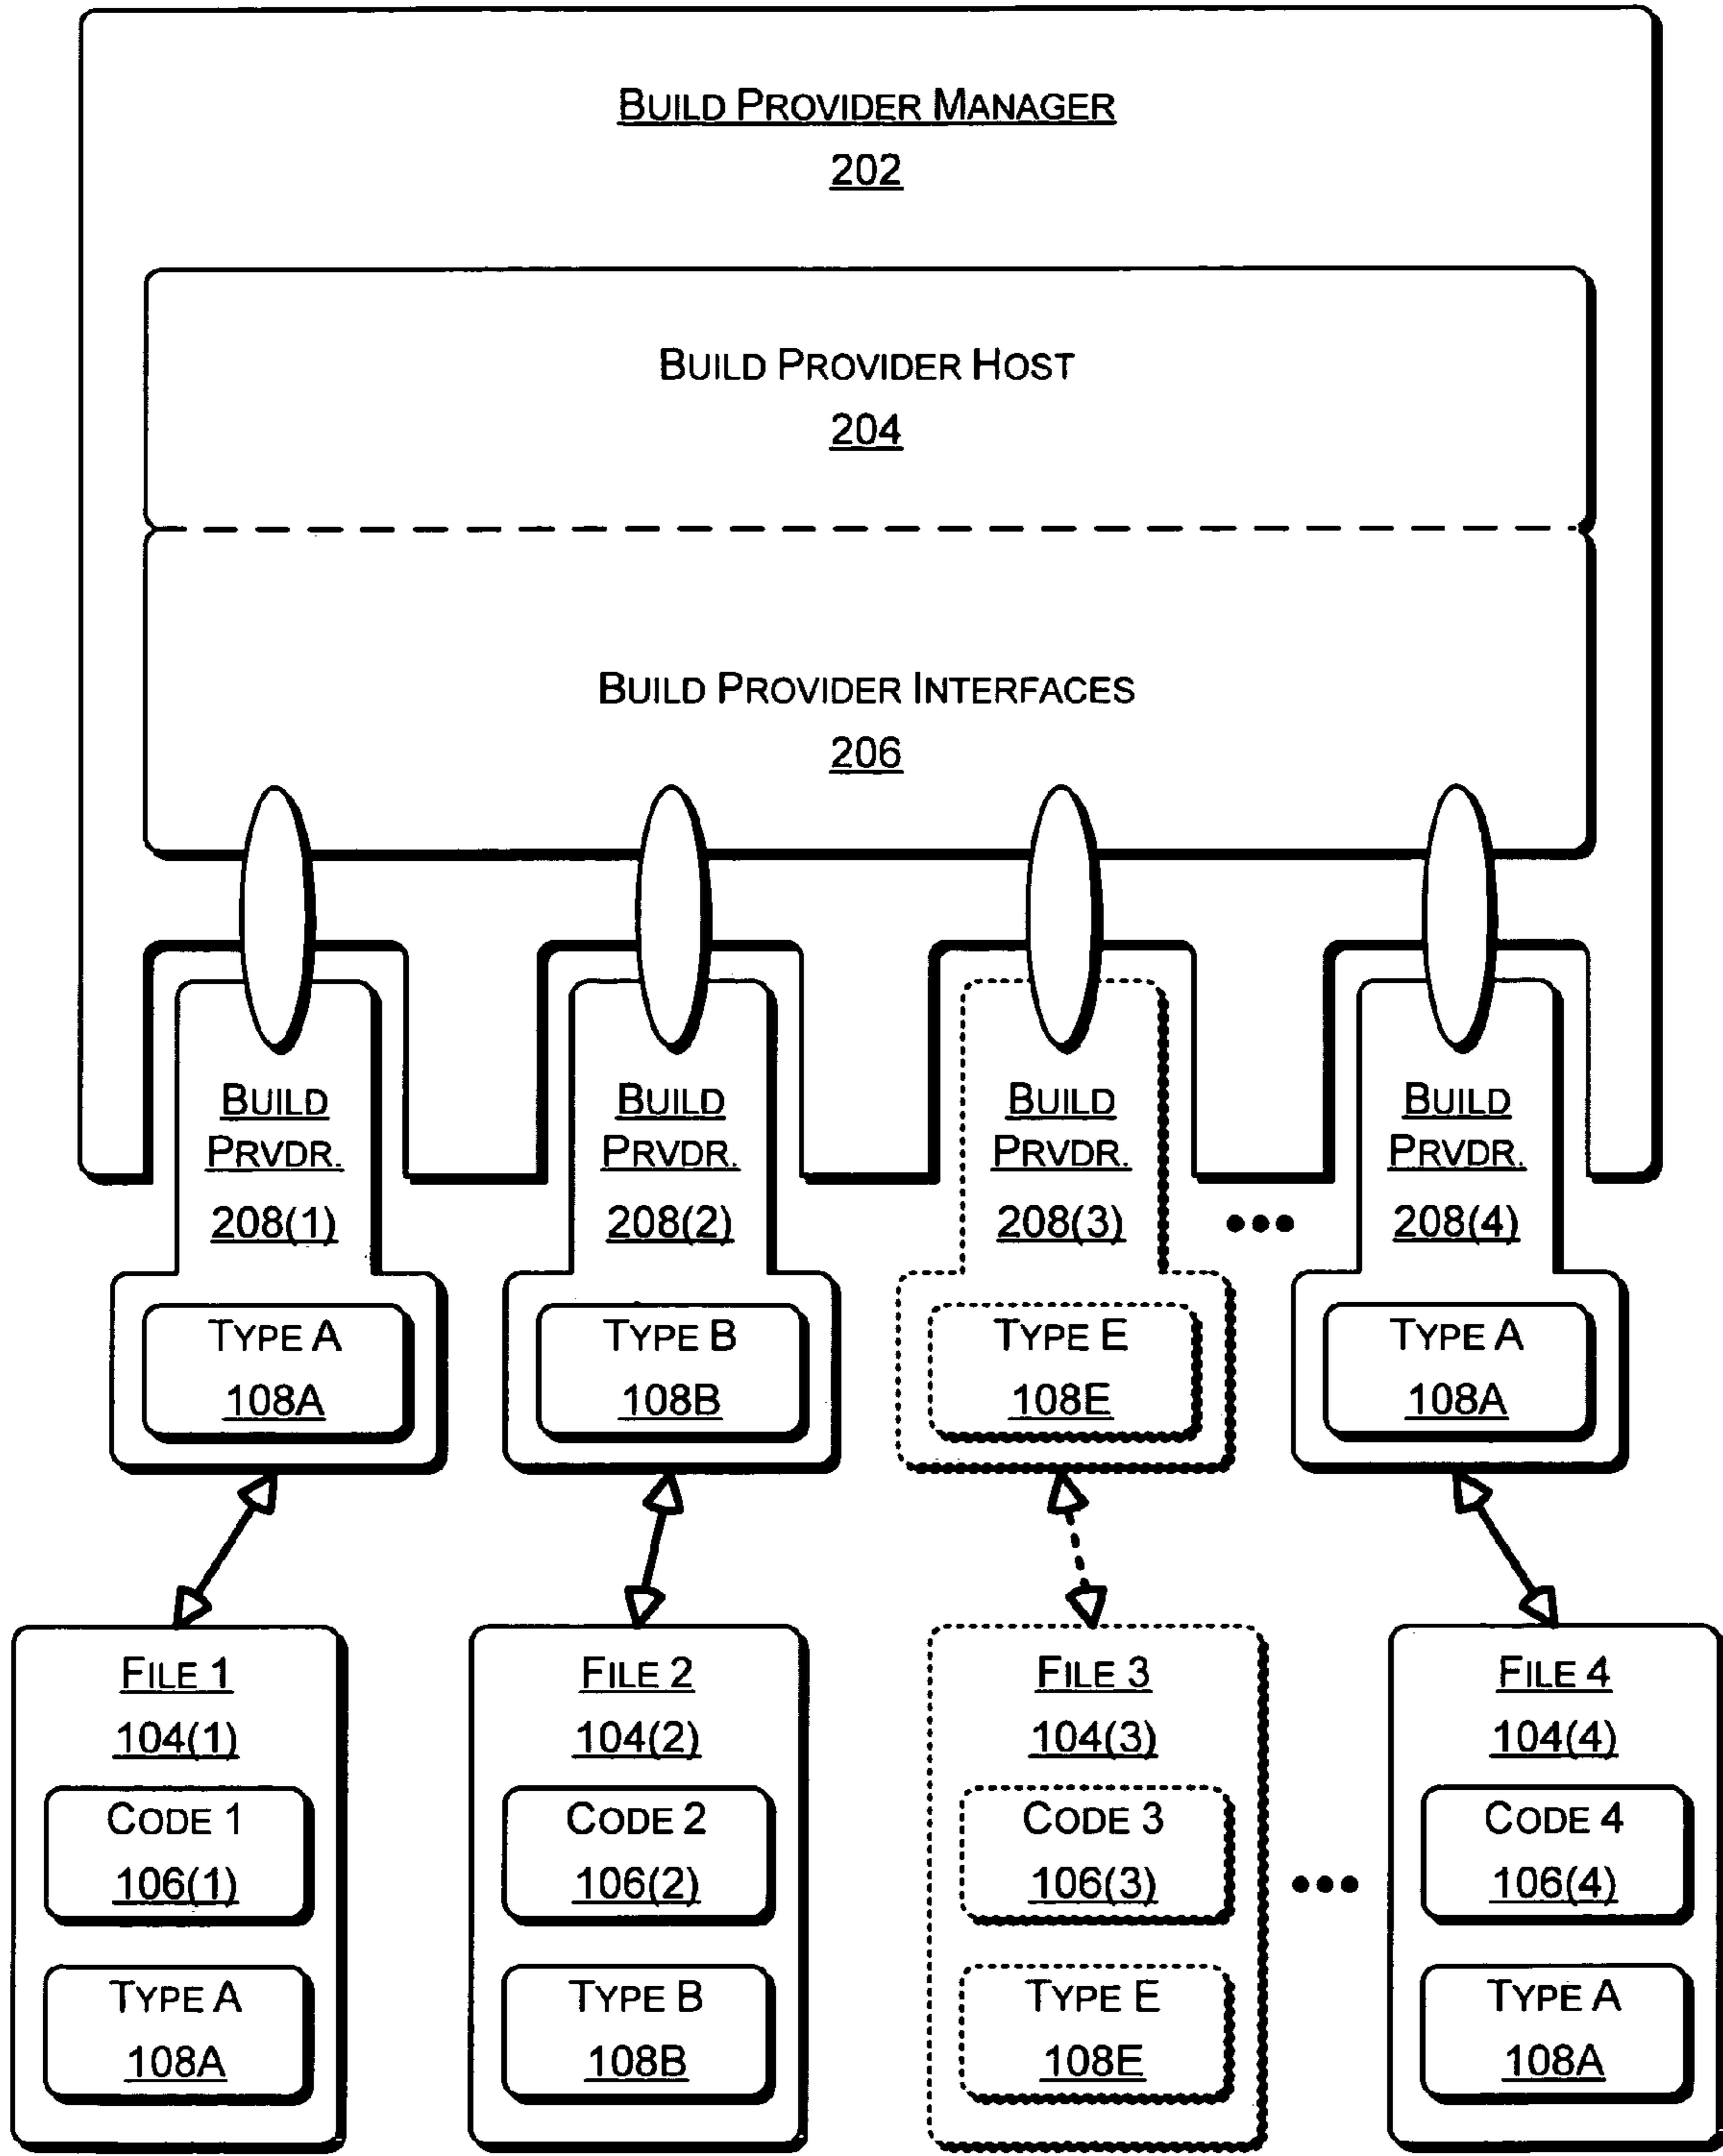 BUILD PROVIDER MANAGER
202
BUILD PROVIDER HOST
204
BUILD PROVIDER INTERFACES
206
BUILD
PRVDR.
208(1)
TYPE A
108A
BUILD
PRVDR.
208(2)
TYPE B
108B
BUILD
PRVDR.
208(3)
TYPE E
108E
•••
BUILD
PRVDR.
208(4)
TYPE A
108A
FILE 1
104(1)
CODE 1
106(1)
TYPE A
108A
FILE 2
104(2)
CODE 2
106(2)
TYPE B
108B
FILE 3
104(3)
CODE 3
106(3)
TYPE E
108E
•••
FILE 4
104(4)
CODE 4
106(4)
TYPE A
108A